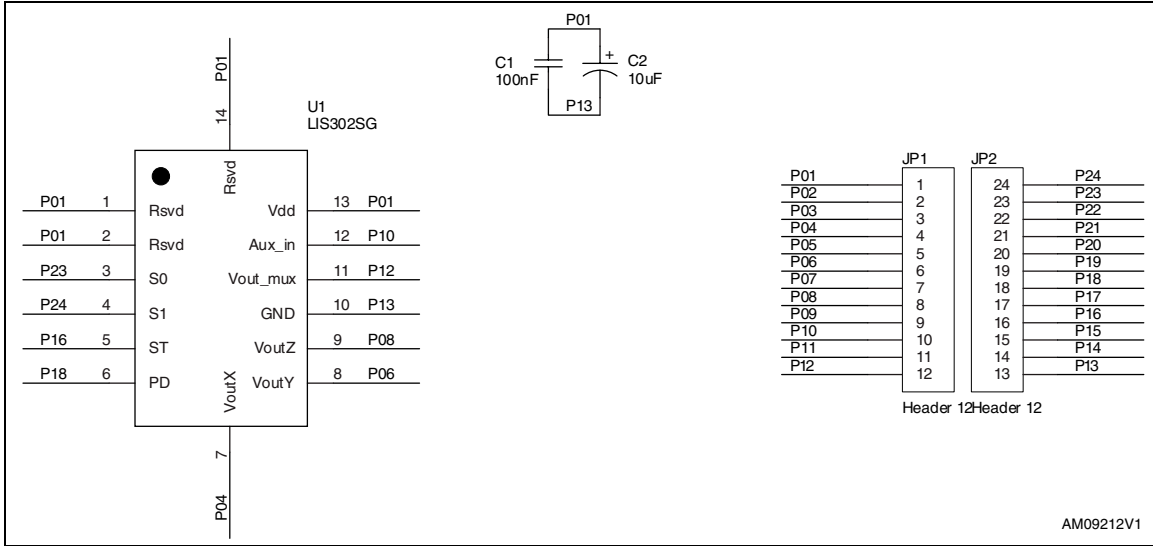 P01
C1
100nF
+
C2
10uF
P13
P01
14
U1
LIS302SG
Rsvd
P01 1 Rsvd Vdd 13 P01
P01 2 Rsvd Aux_in 12 P10
P23 3 S0 Vout_mux 11 P12
P24 4 S1 GND 10 P13
P16 5 ST VoutZ 9 P08
P18 6 PD VoutY 8 P06
VoutX
7
P04
JP1 JP2
P01 1 24 P24
P02 2 23 P23
P03 3 22 P22
P04 4 21 P21
P05 5 20 P20
P06 6 19 P19
P07 7 18 P18
P08 8 17 P17
P09 9 16 P16
P10 10 15 P15
P11 11 14 P14
P12 12 13 P13
Header 12 Header 12
AM09212V1